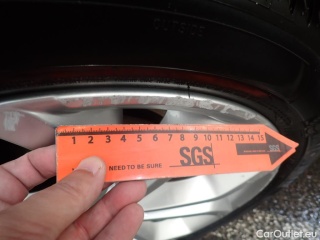 OUTSIDE
1 2 3 4 5 6 7 8 9 10 11 12 13 14 15
NEED TO BE SURE SGS
CarOutlet.eu